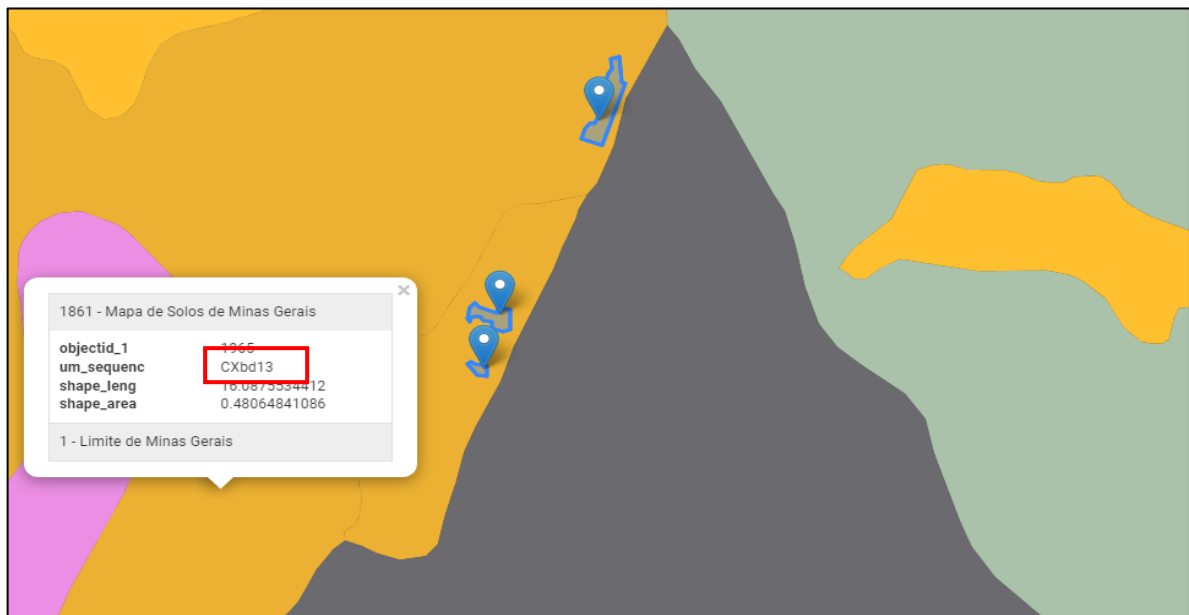 ×
1861 - Mapa de Solos de Minas Gerais
objectid_1 1965
um_sequenc CXbd13
shape_leng 16.0875534412
shape_area 0.48064841086
1 - Limite de Minas Gerais